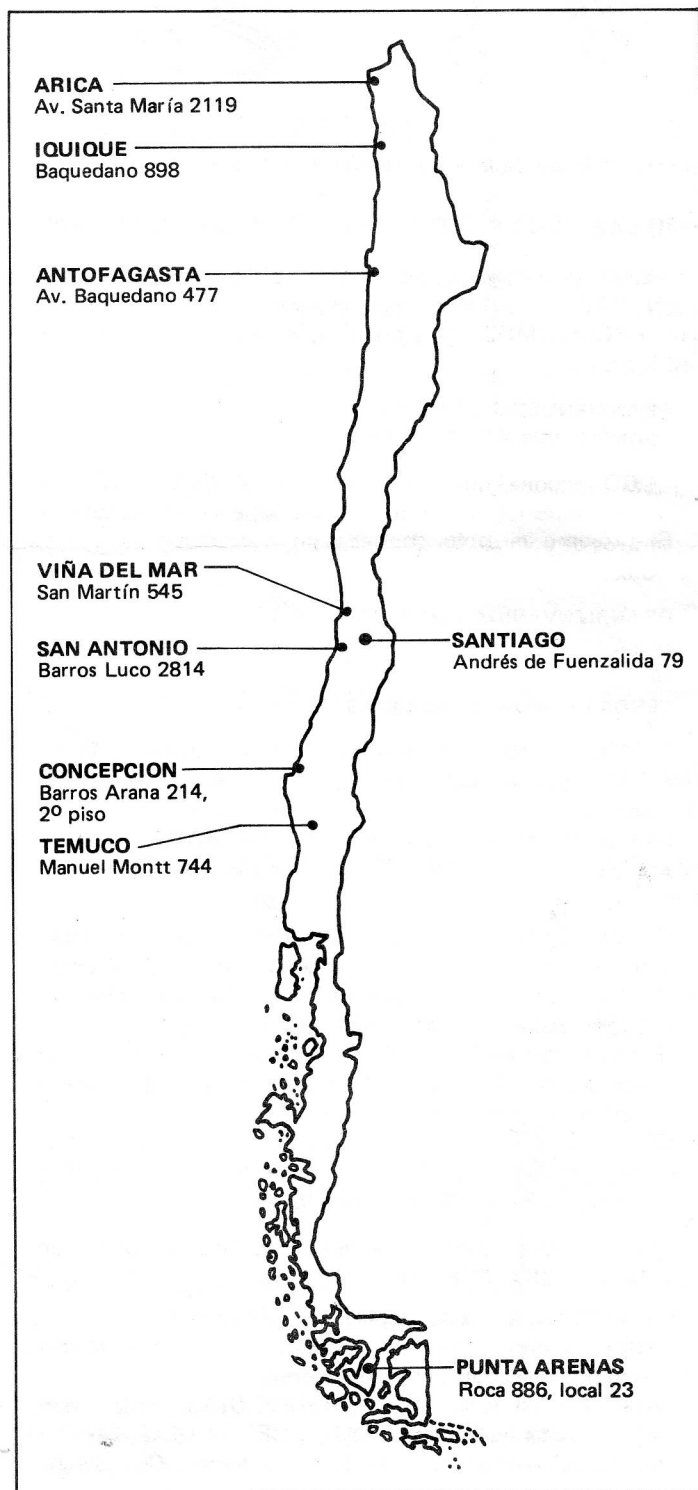 ARICA
Av. Santa María 2119
IQUIQUE
Baquedano 898
ANTOFAGASTA
Av. Baquedano 477
VIÑA DEL MAR
San Martín 545
SAN ANTONIO
Barros Luco 2814
SANTIAGO
Andrés de Fuenzalida 79
CONCEPCION
Barros Arana 214,
2º piso
TEMUCO
Manuel Montt 744
PUNTA ARENAS
Roca 886, local 23